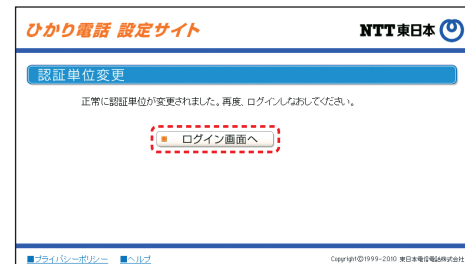 ひかり電話 設定サイト
NTT東日本
認証単位変更
正常に認証単位が変更されました。再度、ログインしなおしてください。
ログイン画面へ
■プライバシーポリシー ■ヘルプ
Copyright©1999-2010 東日本電信電話株式会社